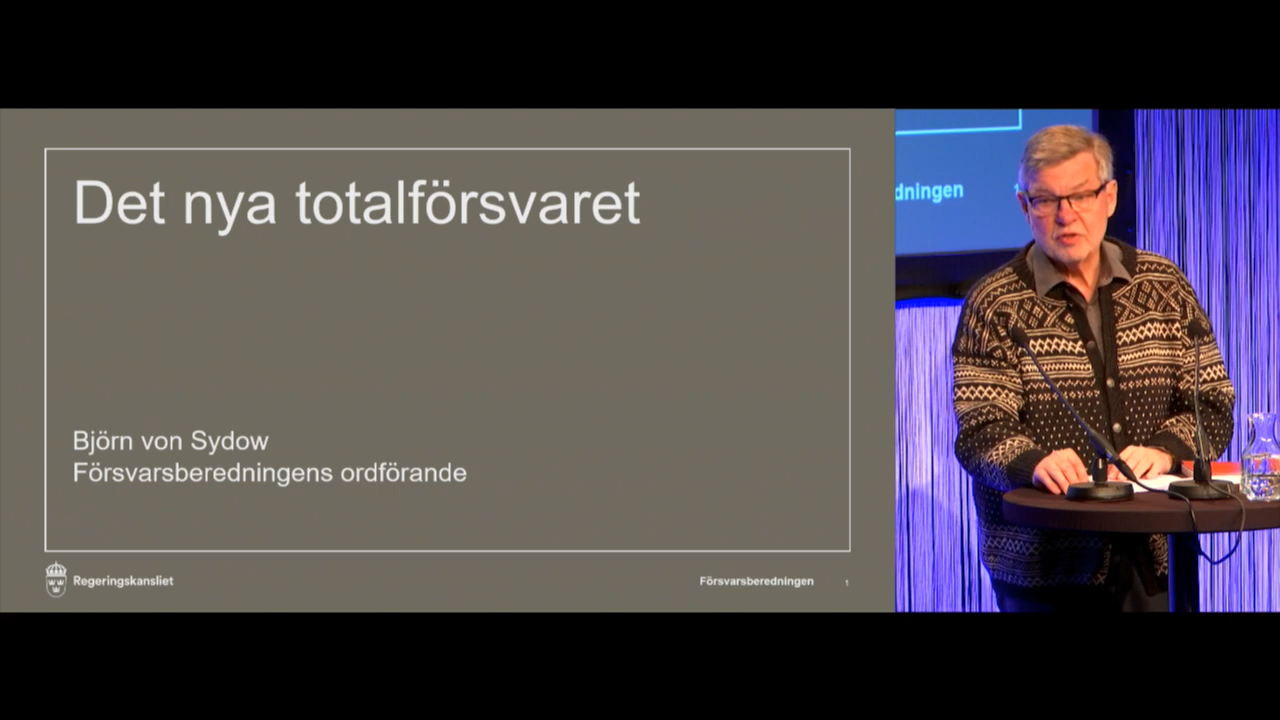 Det nya totalförsvaret
Björn von Sydow
Försvarsberedningens ordförande
Regeringskansliet
Försvarsberedningen
1
dningen